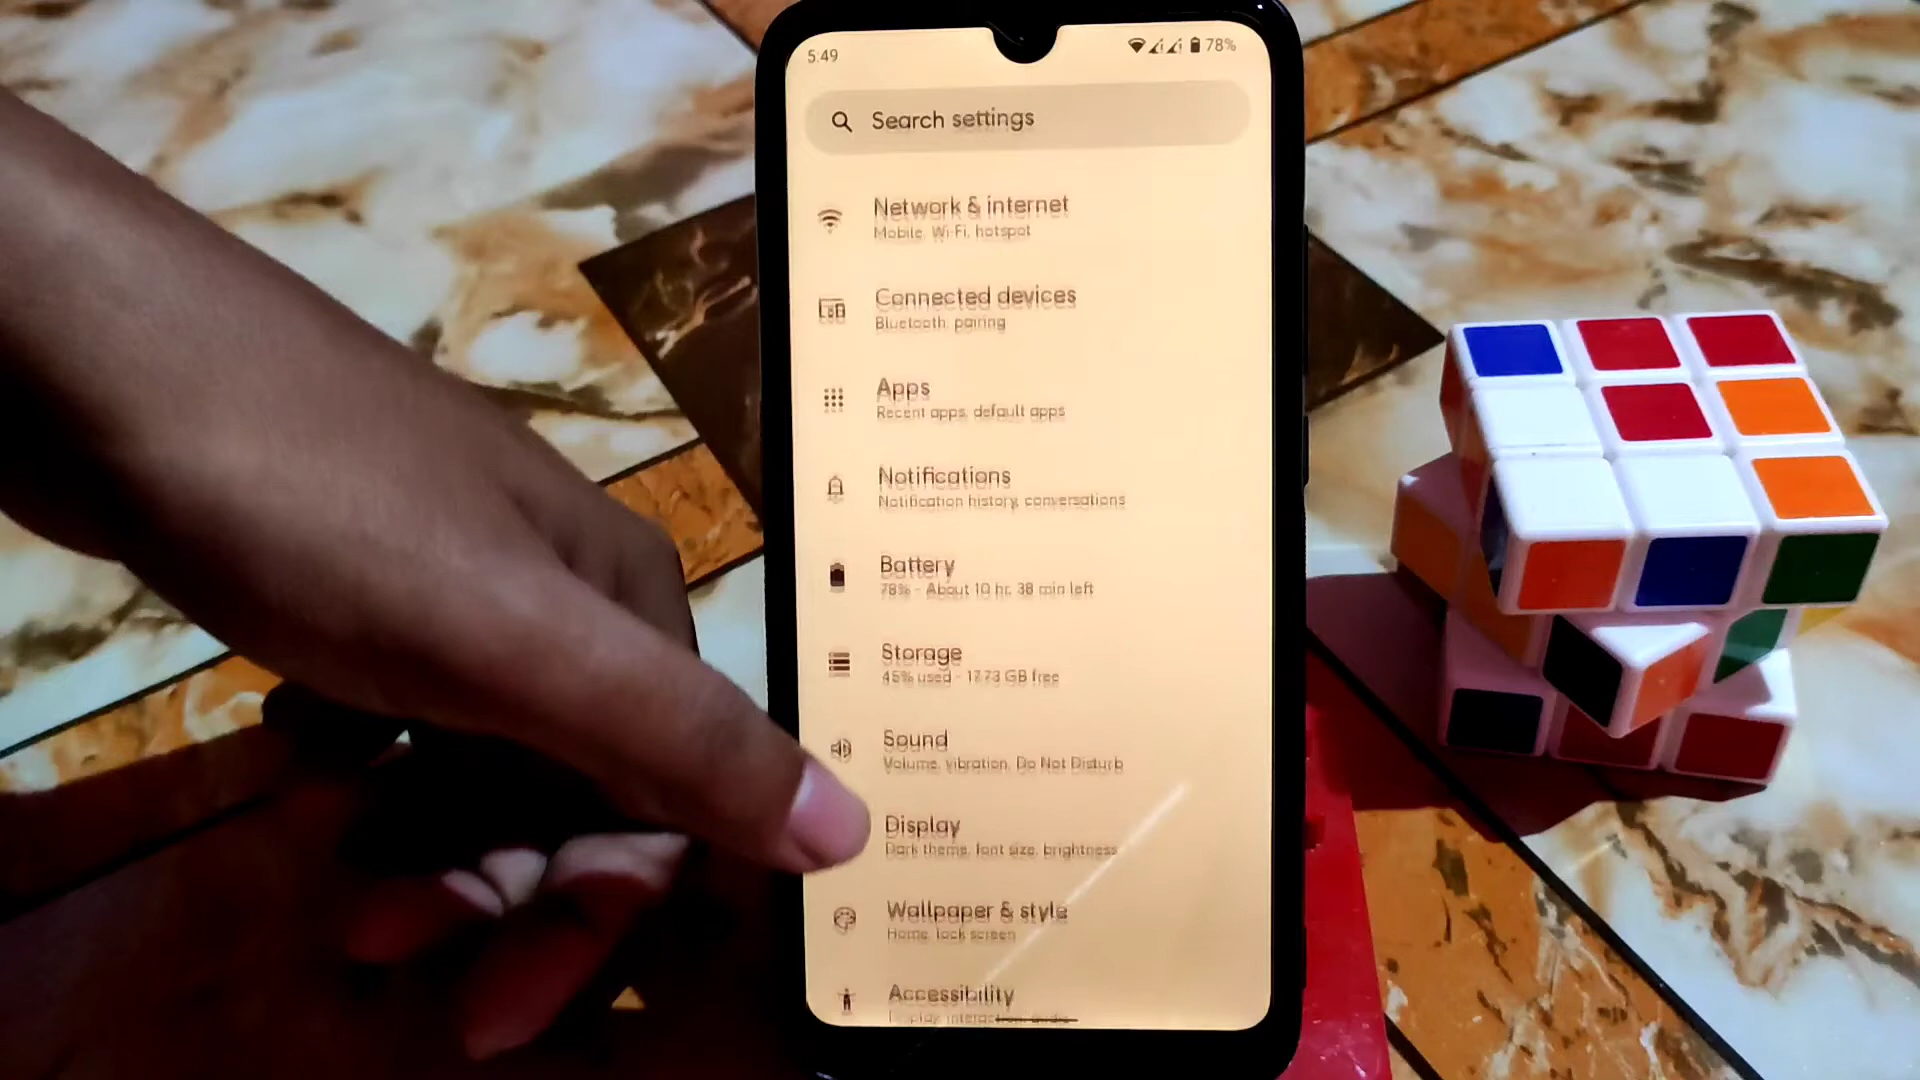 5:49
78%
Search settings
Network & internet
Mobile, Wi-Fi, hotspot
Connected devices
Bluetooth, pairing
Apps
Recent apps, default apps
Notifications
Notification history, conversations
Battery
78% - About 10 hr, 38 min left
Storage
45% used - 17.73 GB free
Sound
Volume, vibration, Do Not Disturb
Display
Dark theme, font size, brightness
Wallpaper & style
Home, lock screen
Accessibility
Display, interaction, audio